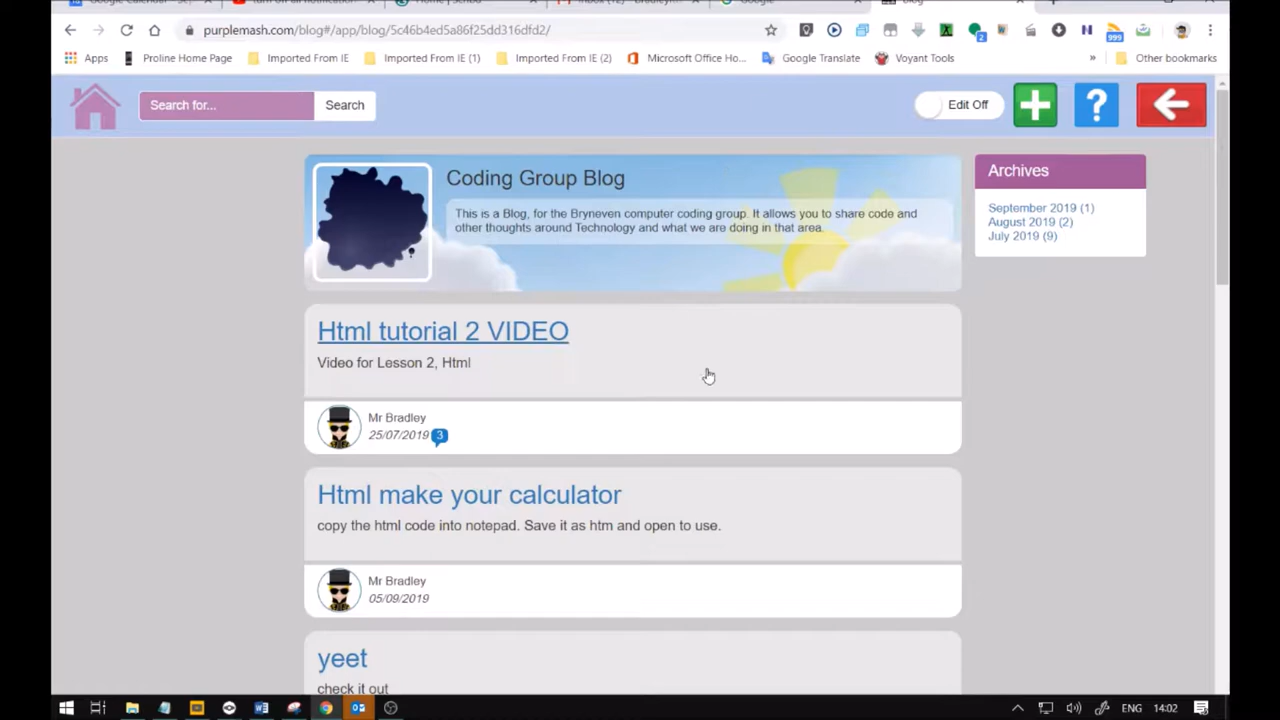 purplemash.com/blog#/app/blog/5c46b4ed5a86f25dd316dfd2/
Apps Proline Home Page Imported From IE Imported From IE (1) Imported From IE (2) Microsoft Office Ho... Google Translate Voyant Tools » Other bookmarks
Search for... Search Edit Off
Coding Group Blog
This is a Blog, for the Bryneven computer coding group. It allows you to share code and
other thoughts around Technology and what we are doing in that area.
Archives
September 2019 (1)
August 2019 (2)
July 2019 (9)
Html tutorial 2 VIDEO
Video for Lesson 2, Html
Mr Bradley
25/07/2019 3
Html make your calculator
copy the html code into notepad. Save it as htm and open to use.
Mr Bradley
05/09/2019
yeet
check it out
ENG 14:02